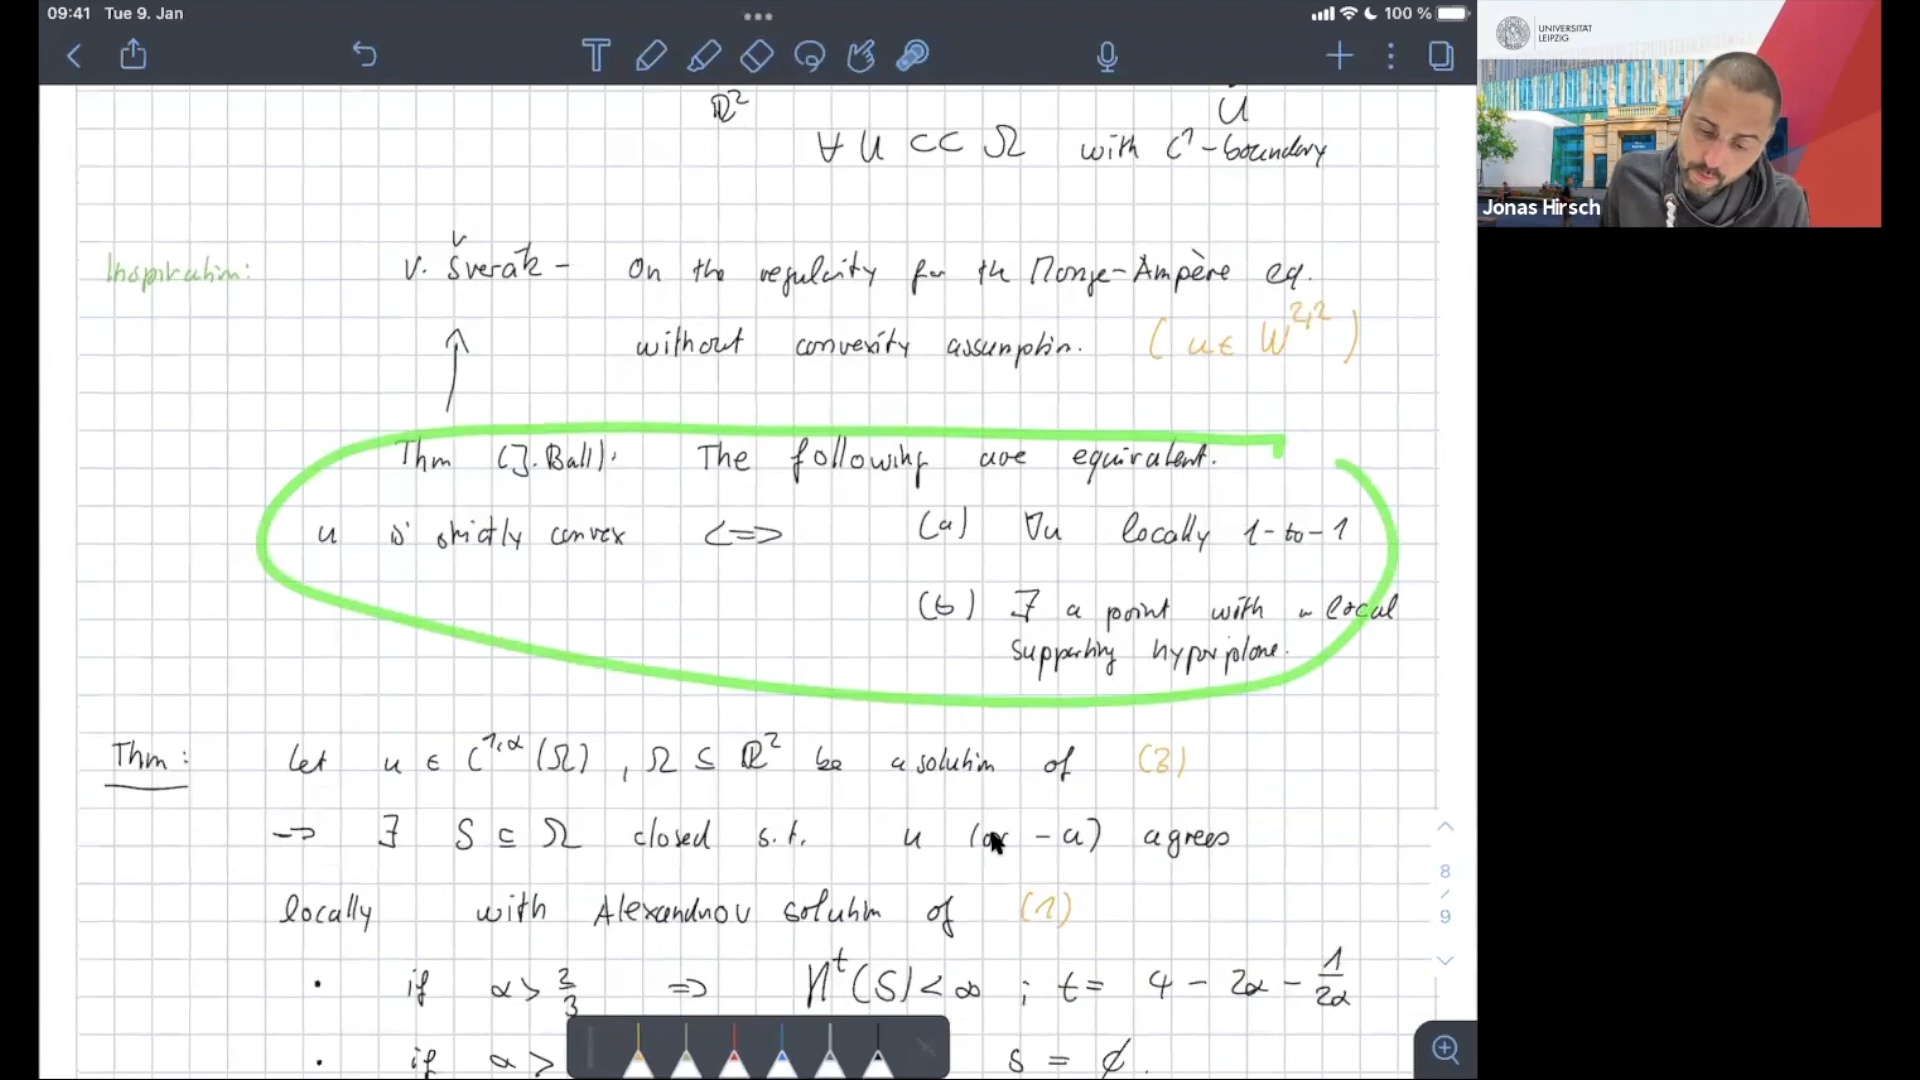 09:41 Tue 9. Jan
100 %
UNIVERSITÄT
LEIPZIG
Jonas Hirsch
ℝ² U
∀ U ⊂⊂ Ω with C¹-boundary
Inspiration: V. Šverák - On the regularity for the Monge-Ampère eq.
without convexity assumption. (u∈ W^{2,2})
Thm (J. Ball): The following are equivalent.
u is strictly convex <=> (a) ∇u locally 1-to-1
(b) ∃ a point with a local
supporting hyperplane.
Thm: Let u ∈ C^{1,α}(Ω), Ω ⊆ ℝ² be a solution of (3)
→ ∃ S ⊆ Ω closed s.t. u (or -u) agrees
locally with Alexandrov solution of (1)
8
/
9
• if α > 2/3 => H^t(S) < ∞ ; t = 4 - 2α - 1/2α
• if α > S = ∅.